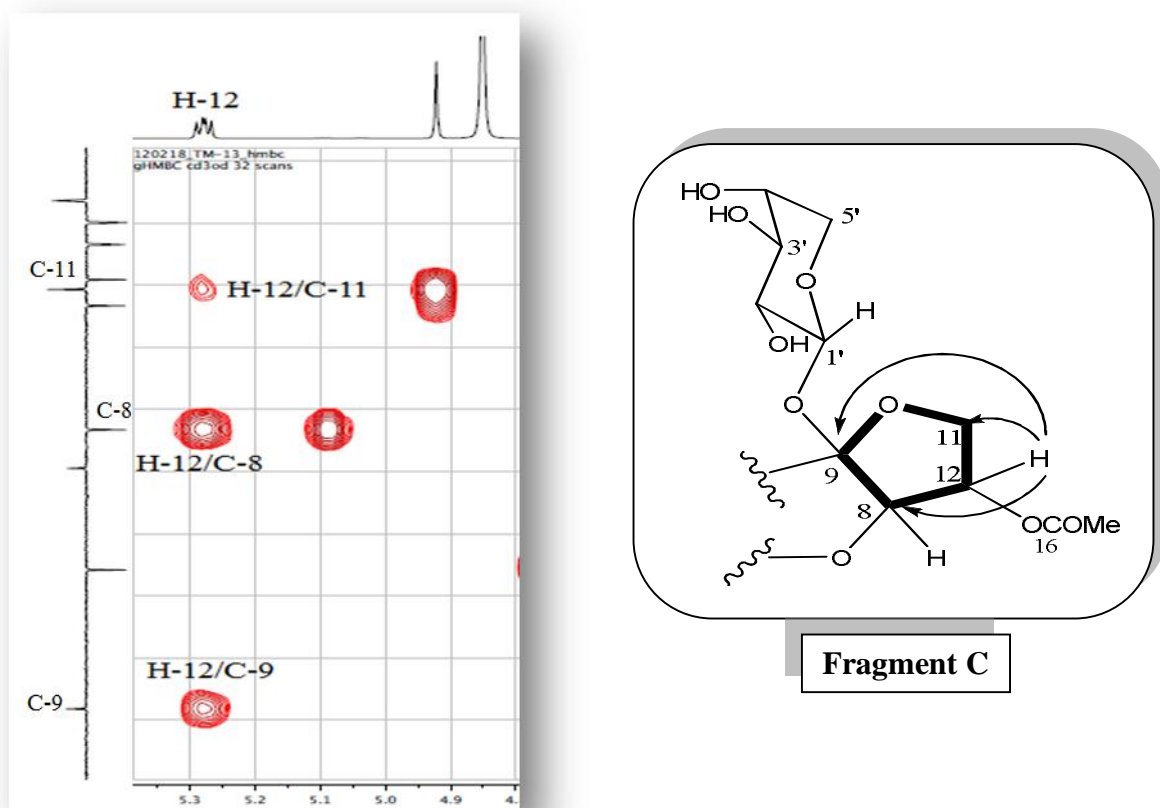 H-12
120218_TM-13_hmbc
gHMBC cd3od 32 scans
C-11
H-12/C-11
C-8
H-12/C-8
H-12/C-9
C-9
5.3 5.2 5.1 5.0 4.9 4.
HO
HO
5'
3'
O
H
OH
1'
O
O
11
H
12
9
8
OCOMe
16
O
H
Fragment C